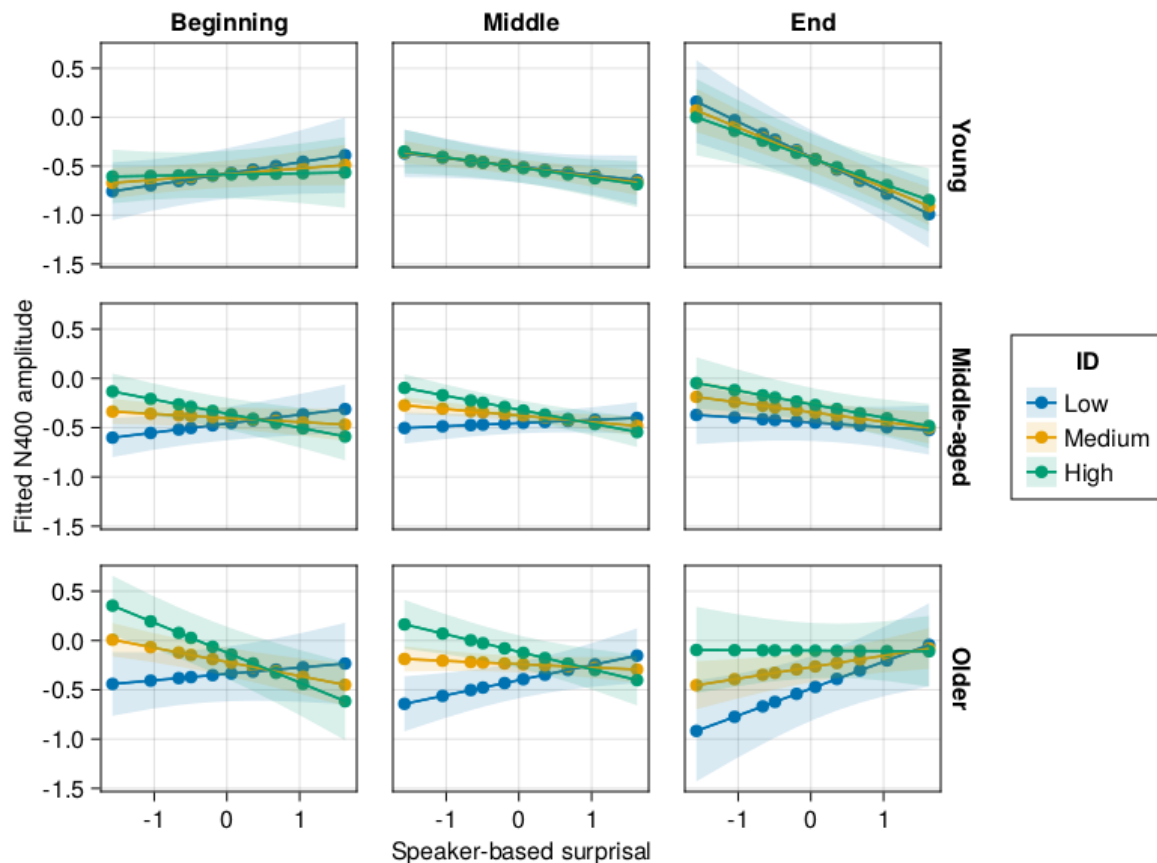 Beginning Middle End
0.5
0.0
-0.5
-1.0
-1.5
Young
0.5
0.0
-0.5
-1.0
-1.5
Middle-aged
0.5
0.0
-0.5
-1.0
-1.5
Older
Fitted N400 amplitude
-1 0 1 -1 0 1 -1 0 1
Speaker-based surprisal
ID
Low
Medium
High